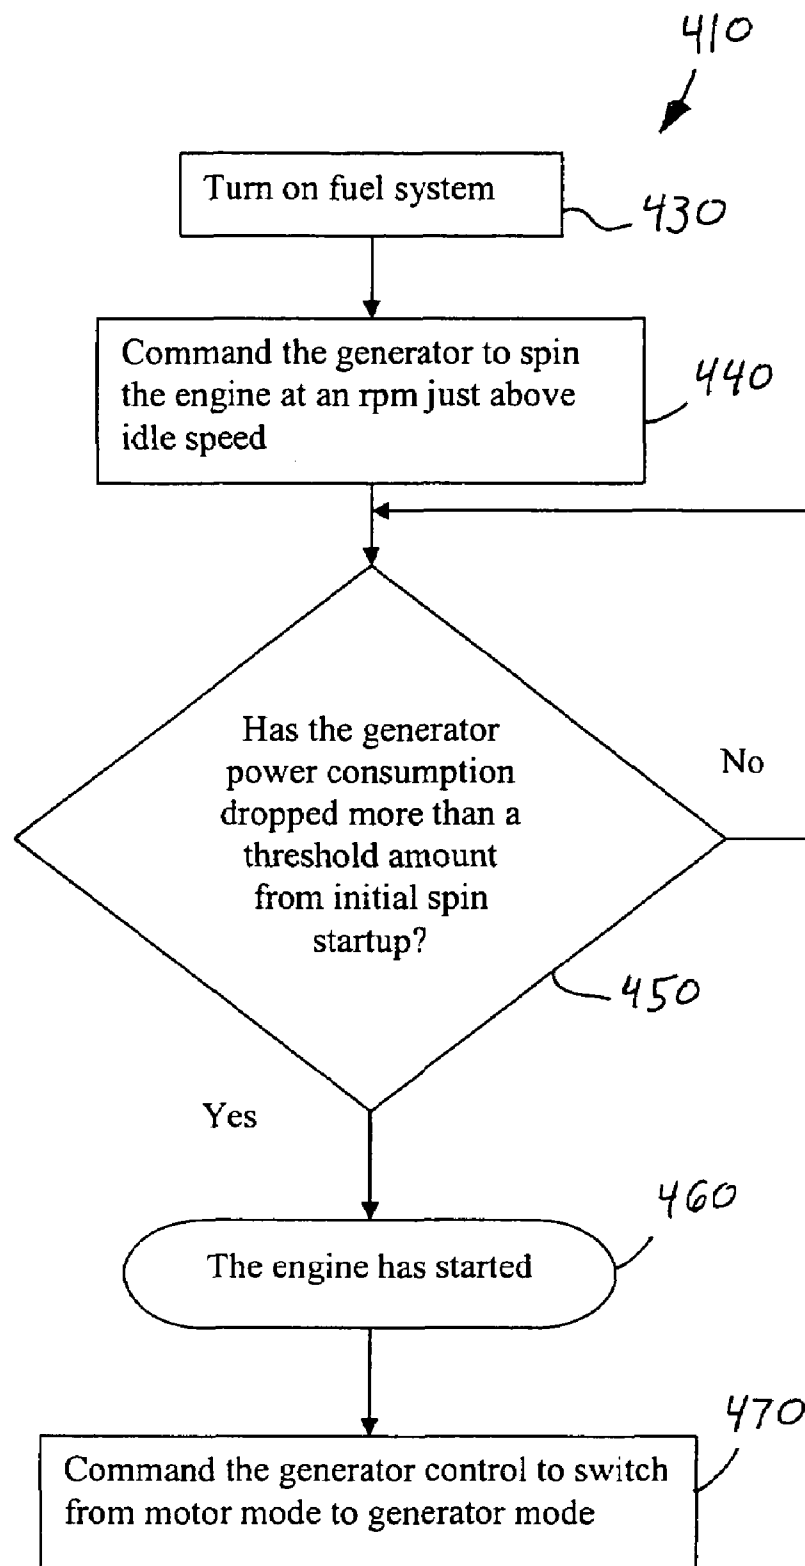 410
Turn on fuel system
430
Command the generator to spin
the engine at an rpm just above
idle speed
440
Has the generator
power consumption
dropped more than a
threshold amount
from initial spin
startup?
No
450
Yes
460
The engine has started
470
Command the generator control to switch
from motor mode to generator mode